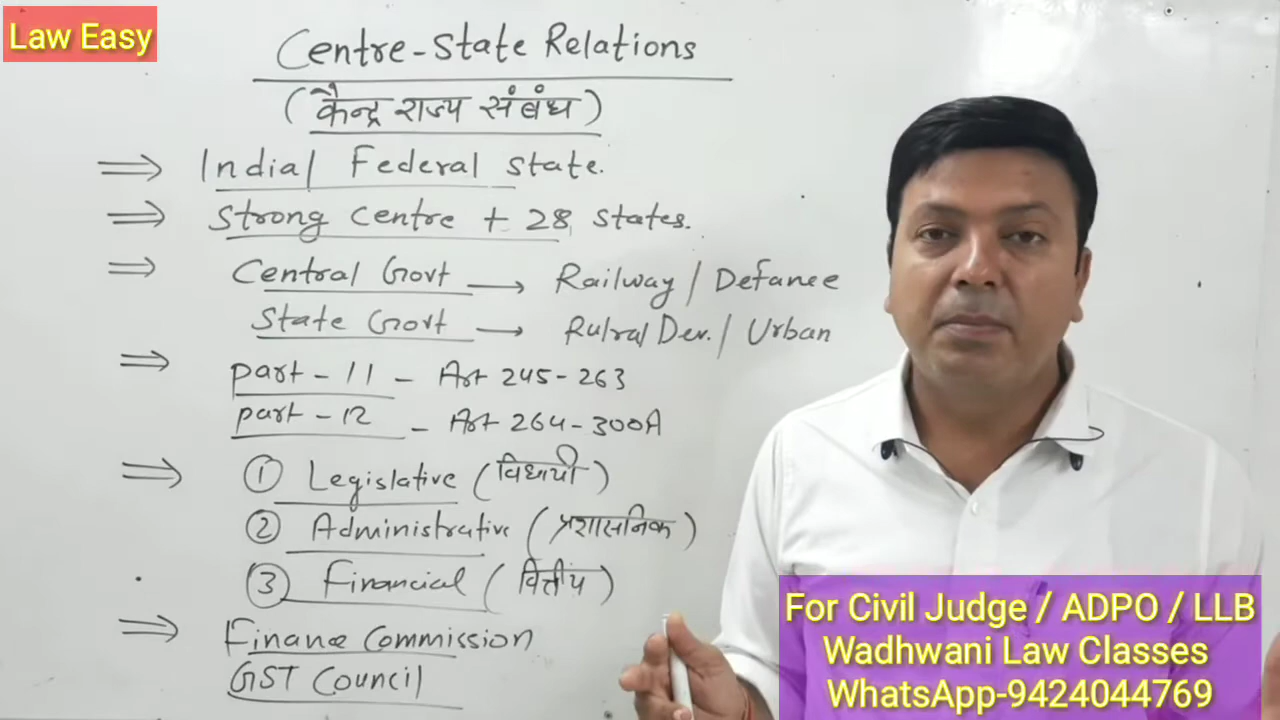 Law Easy
Centre-State Relations
(कैन्द्र राज्य संबंध)
⇒ India/ Federal State.
⇒ Strong Centre + 28 States.
⇒ Central Govt → Railway / Defance
State Govt → Rulral Dev. / Urban
⇒ part - 11 - Art 245-263
part - 12 - Art 264-300A
⇒ ① Legislative (विधायी)
② Administrative (प्रशासनिक)
③ Financial (वित्तीय)
⇒ Finance Commission
GST Council
For Civil Judge / ADPO / LLB
Wadhwani Law Classes
WhatsApp-9424044769